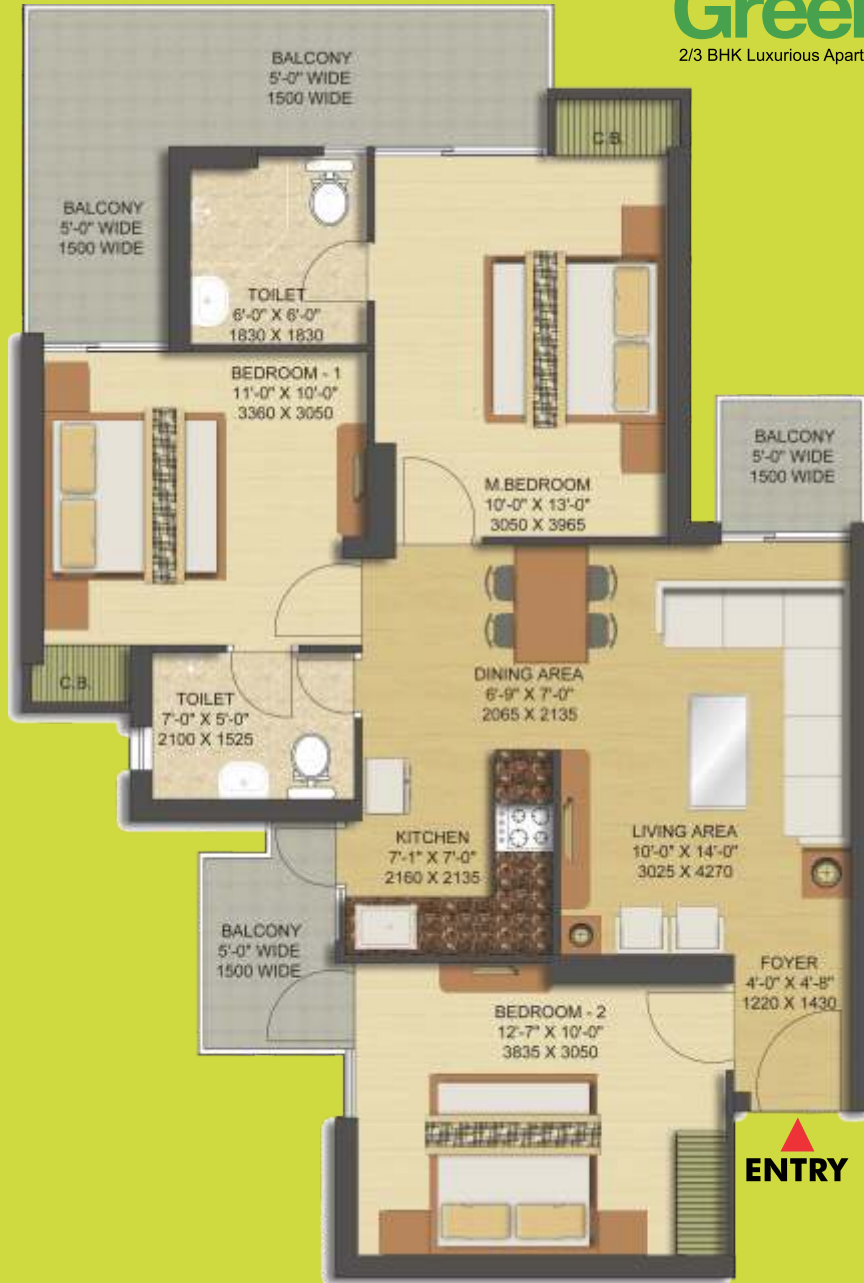 2/3 BHK Luxurious Apart
BALCONY
5'-0" WIDE
1500 WIDE
C.B.
BALCONY
5'-0" WIDE
1500 WIDE
TOILET
6'-0" X 6'-0"
1830 X 1830
BEDROOM - 1
11'-0" X 10'-0"
3360 X 3050
M.BEDROOM
10'-0" X 13'-0"
3050 X 3965
BALCONY
5'-0" WIDE
1500 WIDE
C.B.
TOILET
7'-0" X 5'-0"
2100 X 1525
DINING AREA
6'-9" X 7'-0"
2065 X 2135
KITCHEN
7'-1" X 7'-0"
2160 X 2135
LIVING AREA
10'-0" X 14'-0"
3025 X 4270
BALCONY
5'-0" WIDE
1500 WIDE
FOYER
4'-0" X 4'-8"
1220 X 1430
BEDROOM - 2
12'-7" X 10'-0"
3835 X 3050
ENTRY